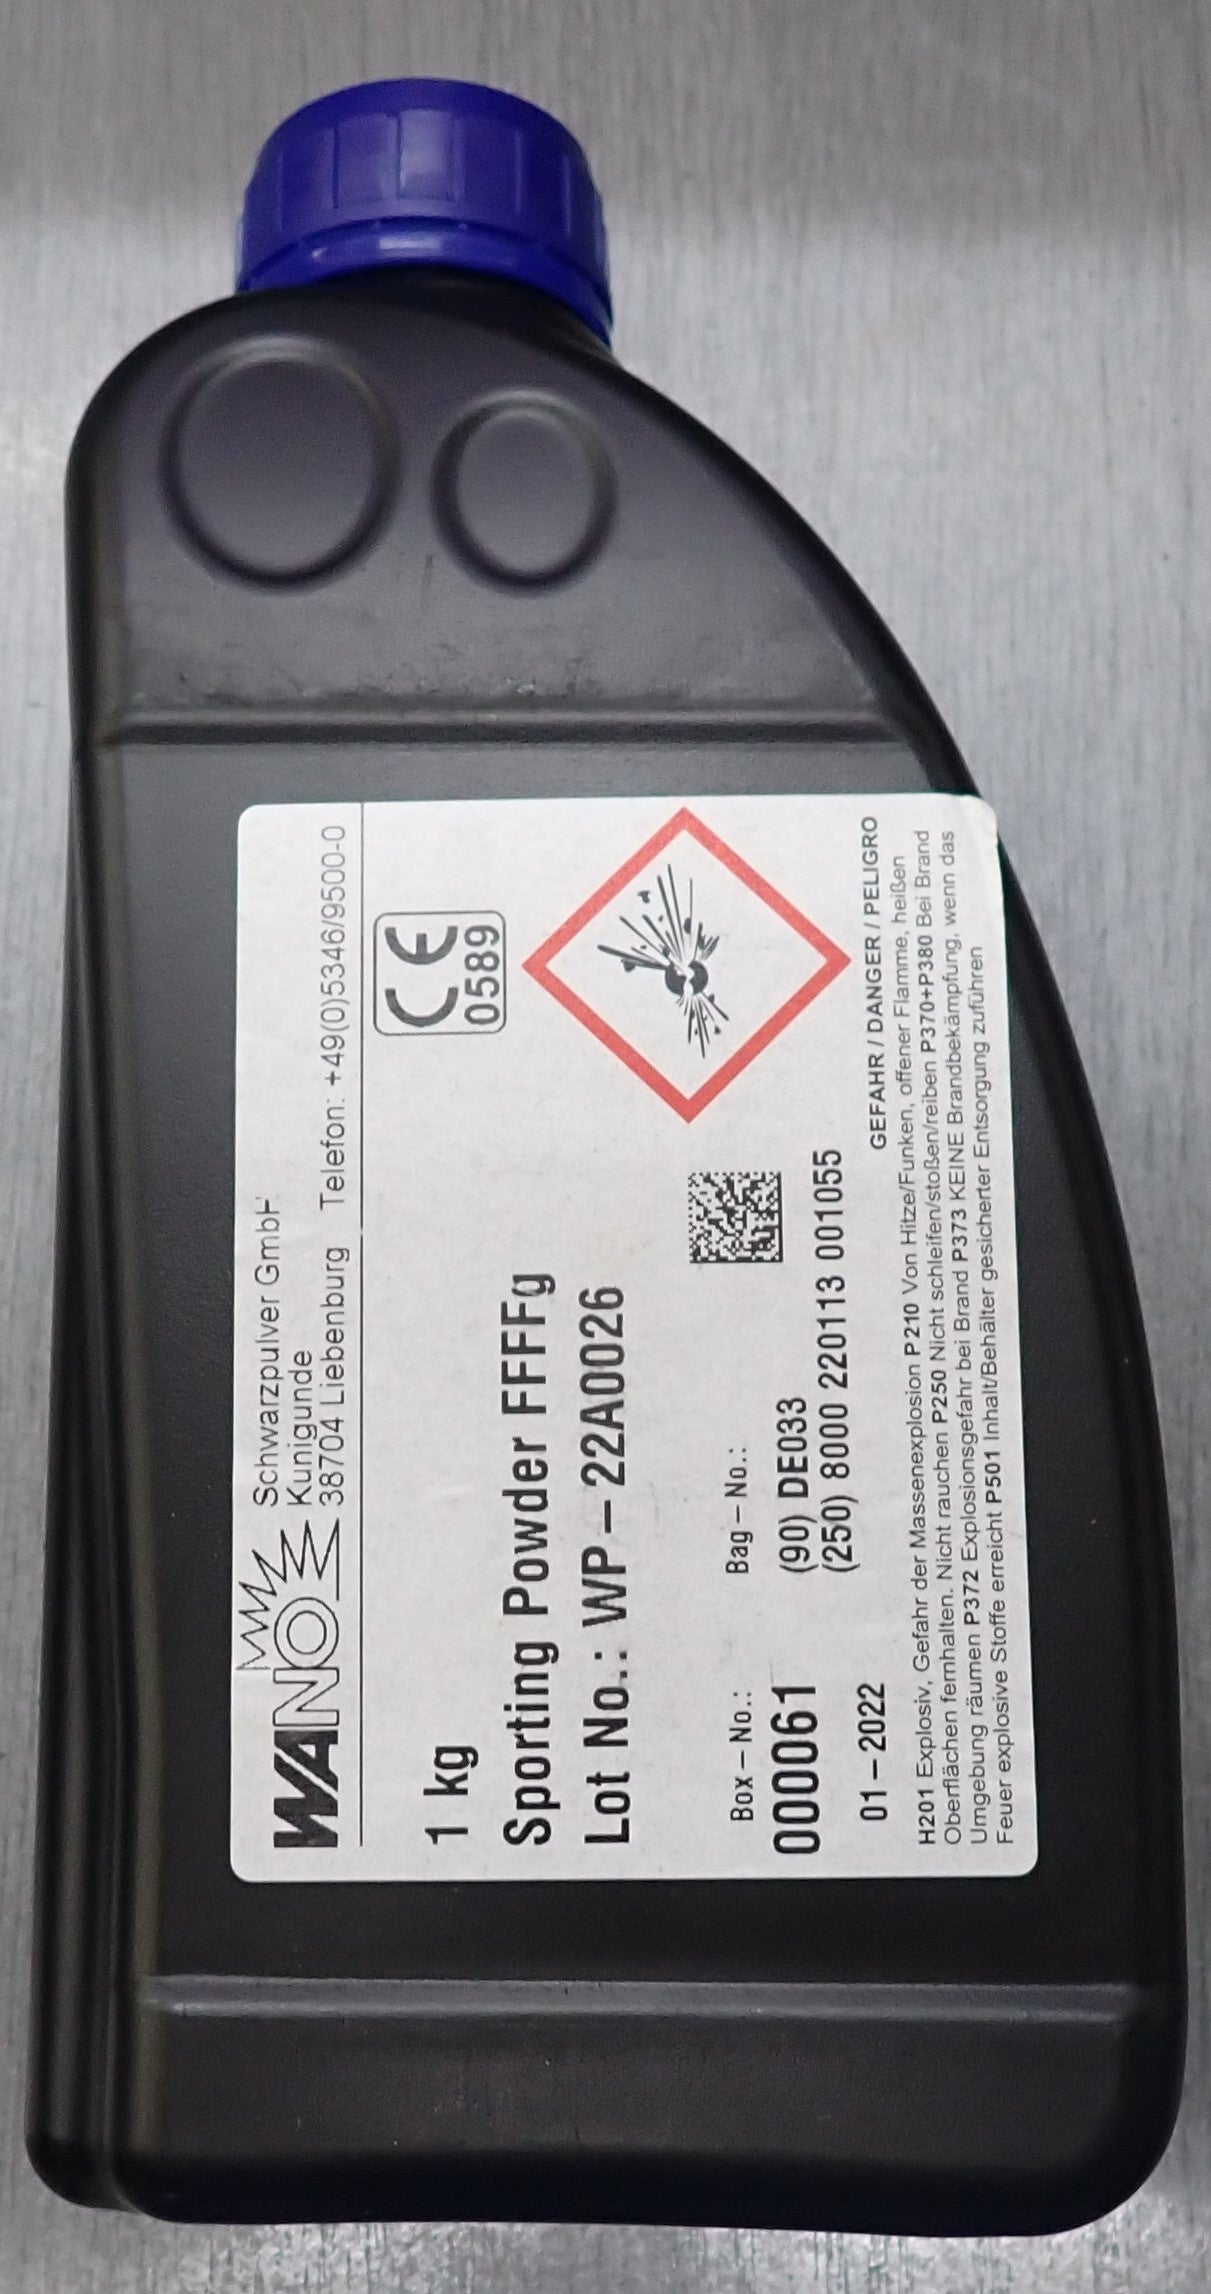 WANO
Schwarzpulver GmbH
Kunigunde
38704 Liebenburg Telefon: +49(0)5346/9500-0
1 kg
CE
0589
Sporting Powder FFFFg
Lot No.: WP – 22A0026
Box – No.: Bag – No.:
000061 (90) DE033
(250) 8000 220113 001055
01 – 2022
GEFAHR / DANGER / PELIGRO
H201 Explosiv, Gefahr der Massenexplosion P210 Von Hitze/Funken, offener Flamme, heißen
Oberflächen fernhalten. Nicht rauchen P250 Nicht schleifen/stoßen/reiben P370+P380 Bei Brand
Umgebung räumen P372 Explosionsgefahr bei Brand P373 KEINE Brandbekämpfung, wenn das
Feuer explosive Stoffe erreicht P501 Inhalt/Behälter gesicherter Entsorgung zuführen